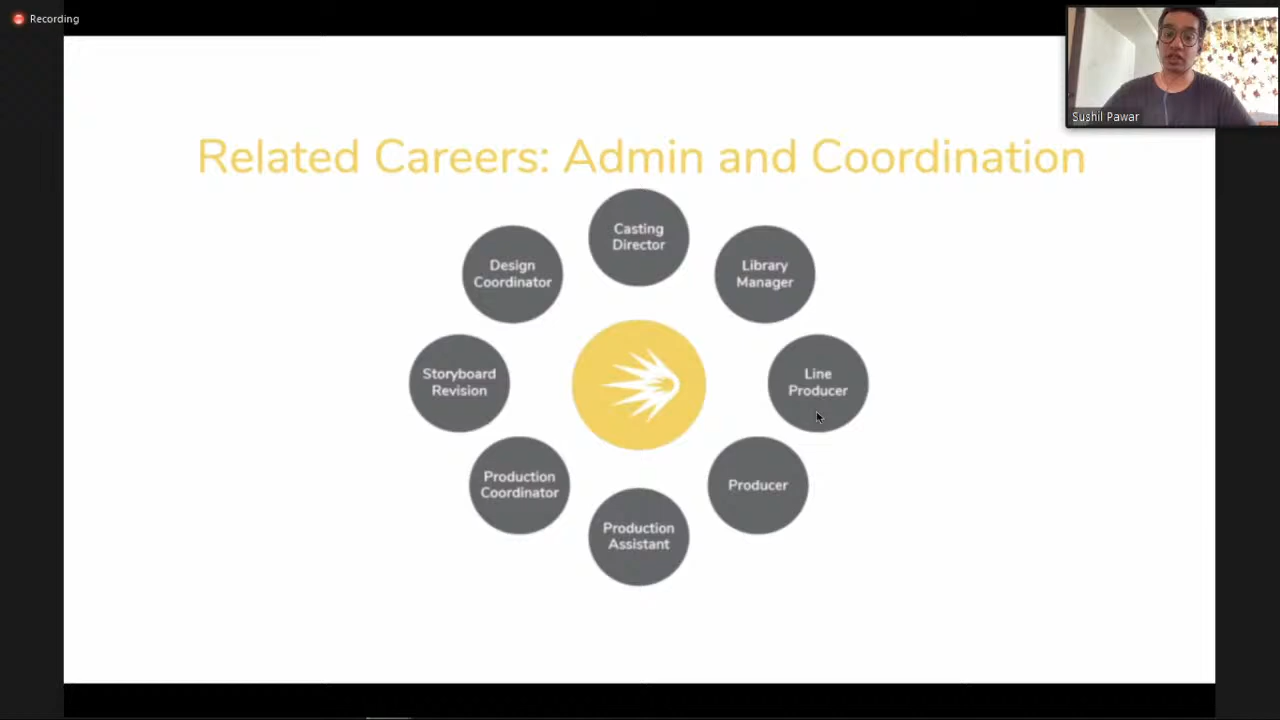 Recording
Sushil Pawar
Related Careers: Admin and Coordination
Casting
Director
Design
Coordinator
Library
Manager
Storyboard
Revision
Line
Producer
Production
Coordinator
Producer
Production
Assistant